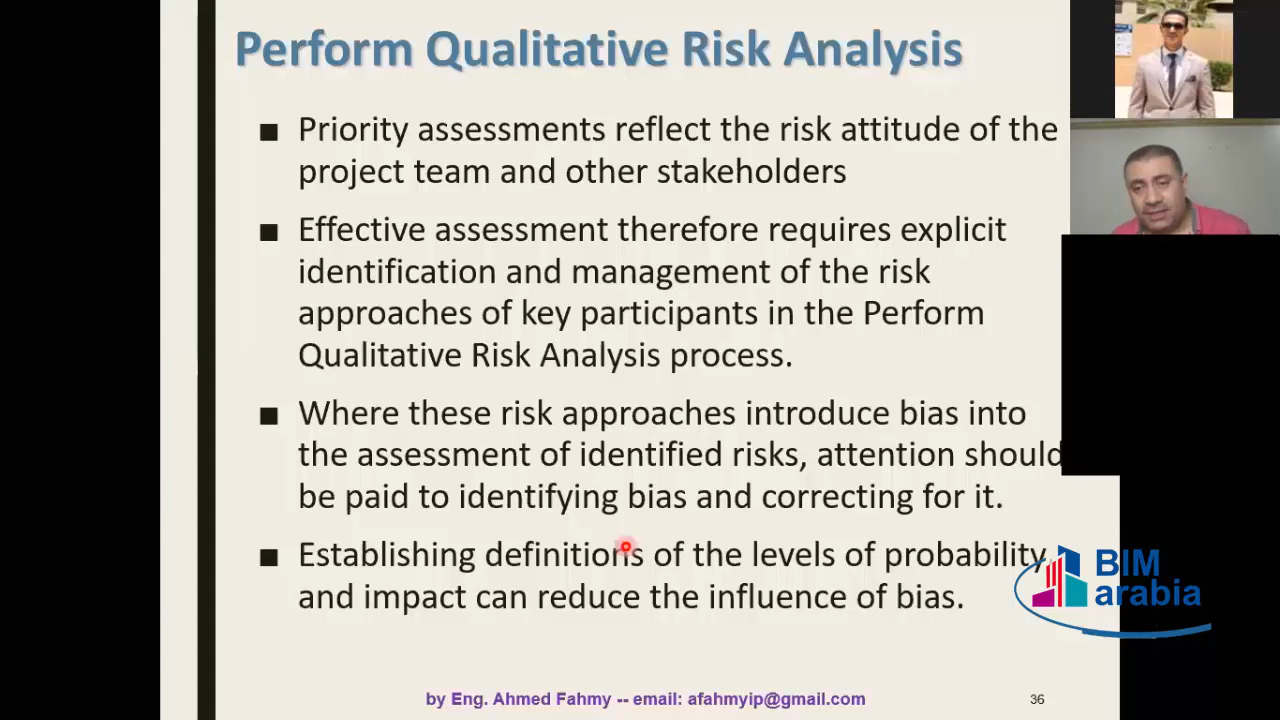 Perform Qualitative Risk Analysis
■ Priority assessments reflect the risk attitude of the
project team and other stakeholders
■ Effective assessment therefore requires explicit
identification and management of the risk
approaches of key participants in the Perform
Qualitative Risk Analysis process.
■ Where these risk approaches introduce bias into
the assessment of identified risks, attention should
be paid to identifying bias and correcting for it.
■ Establishing definitions of the levels of probability
and impact can reduce the influence of bias.
BIM
arabia
by Eng. Ahmed Fahmy -- email: afahmyip@gmail.com
36